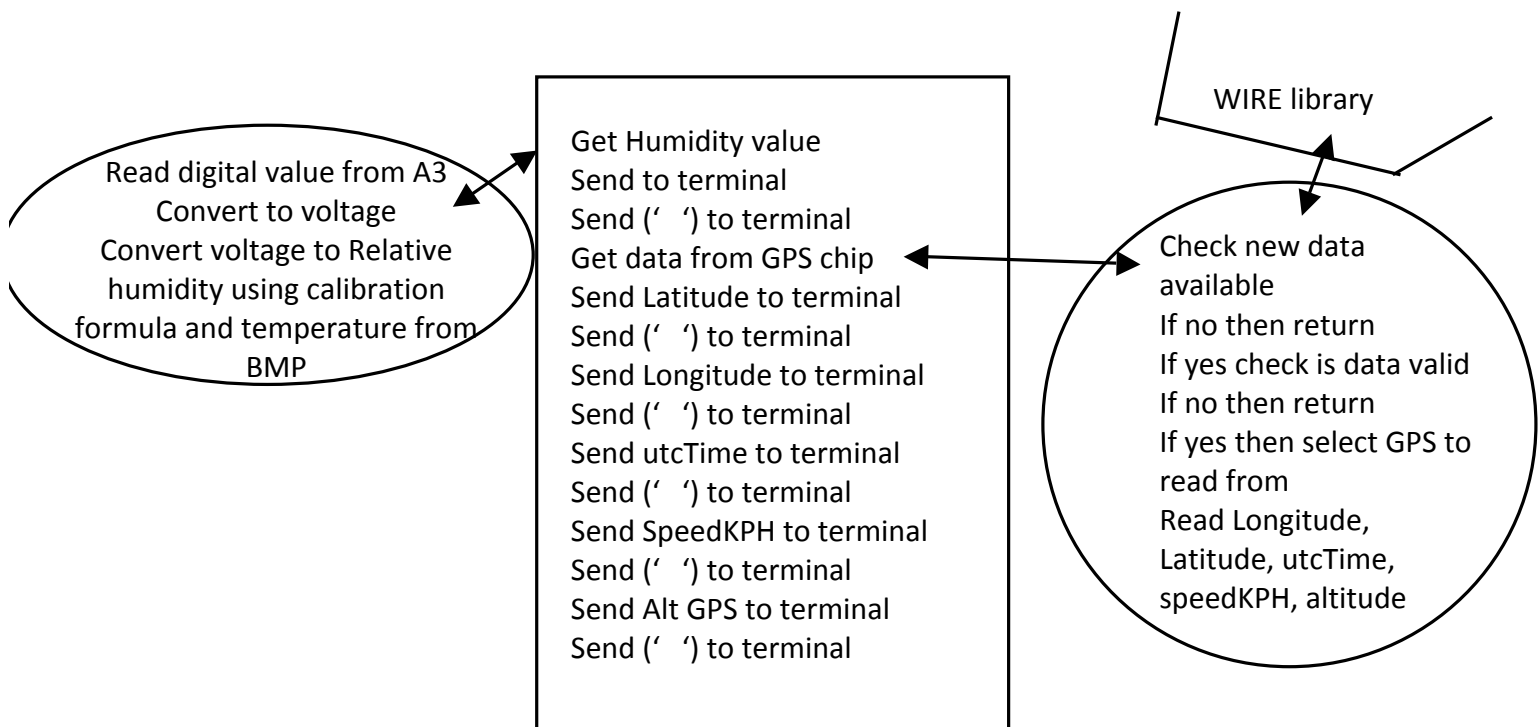 Read digital value from A3
Convert to voltage
Convert voltage to Relative
humidity using calibration
formula and temperature from
BMP
Get Humidity value
Send to terminal
Send (‘   ‘) to terminal
Get data from GPS chip
Send Latitude to terminal
Send (‘   ‘) to terminal
Send Longitude to terminal
Send (‘   ‘) to terminal
Send utcTime to terminal
Send (‘   ‘) to terminal
Send SpeedKPH to terminal
Send (‘   ‘) to terminal
Send Alt GPS to terminal
Send (‘   ‘) to terminal
WIRE library
Check new data
available
If no then return
If yes check is data valid
If no then return
If yes then select GPS to
read from
Read Longitude,
Latitude, utcTime,
speedKPH, altitude